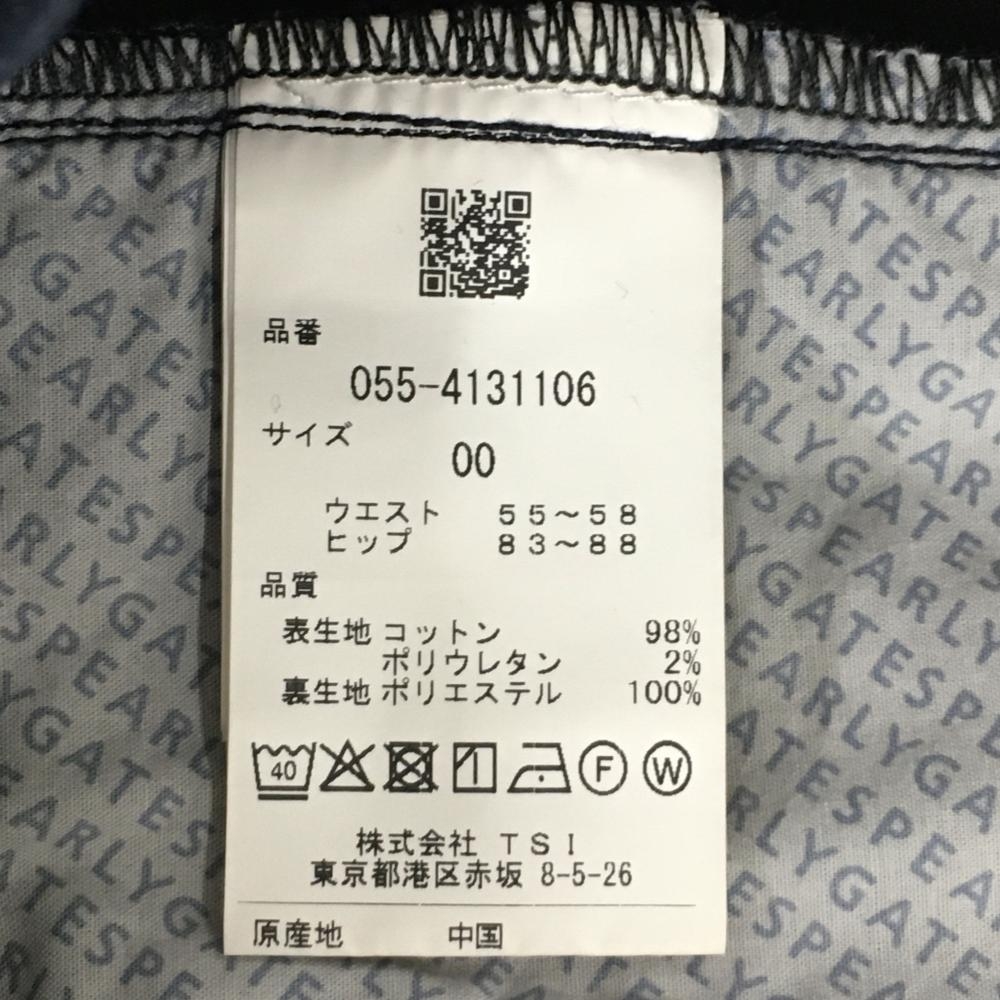 品番
055-4131106
サイズ
00
ウエスト 55～58
ヒップ 83～88
品質
表生地 コットン 98%
ポリウレタン 2%
裏生地 ポリエステル 100%
40 F W
株式会社 TSI
東京都港区赤坂 8-5-26
原産地 中国
PEARLYGATES